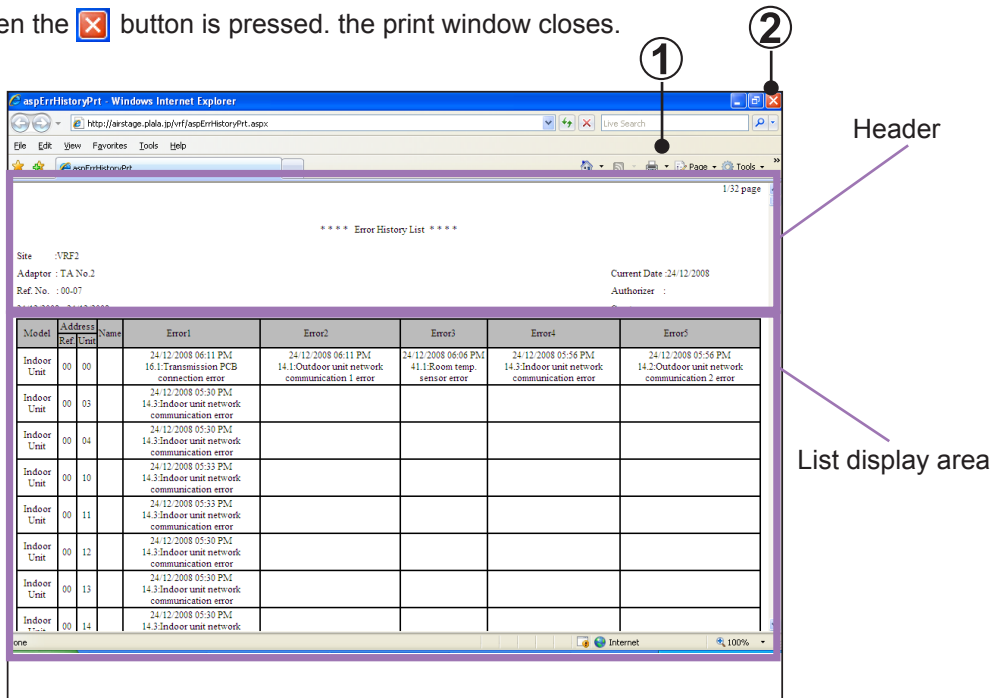 en the button is pressed. the print window closes.
1
2
aspErrHistoryPrt - Windows Internet Explorer
http://airstage.plala.jp/vrf/aspErrHistoryPrt.aspx
Live Search
File Edit View Favorites Tools Help
aspErrHistoryPrt
Page Tools
Header
1/32 page
* * * * Error History List * * * *
Site :VRF2
Adaptor : TA No.2
Current Date :24/12/2008
Ref. No. : 00-07
Authorizer :
Model Address Name Error1 Error2 Error3 Error4 Error5
Ref. Unit
Indoor Unit 00 00 24/12/2008 06:11 PM 24/12/2008 06:11 PM 24/12/2008 06:06 PM 24/12/2008 05:56 PM 24/12/2008 05:56 PM
16.1:Transmission PCB 14.1:Outdoor unit network 41.1:Room temp. 14.3:Indoor unit network 14.2:Outdoor unit network
connection error communication 1 error sensor error communication error communication 2 error
Indoor Unit 00 03 24/12/2008 05:30 PM
14.3:Indoor unit network
communication error
Indoor Unit 00 04 24/12/2008 05:30 PM
14.3:Indoor unit network
communication error
List display area
Indoor Unit 00 10 24/12/2008 05:33 PM
14.3:Indoor unit network
communication error
Indoor Unit 00 11 24/12/2008 05:33 PM
14.3:Indoor unit network
communication error
Indoor Unit 00 12 24/12/2008 05:30 PM
14.3:Indoor unit network
communication error
Indoor Unit 00 13 24/12/2008 05:30 PM
14.3:Indoor unit network
communication error
Indoor 00 14 24/12/2008 05:30 PM
14.3:Indoor unit network
one Internet 100%